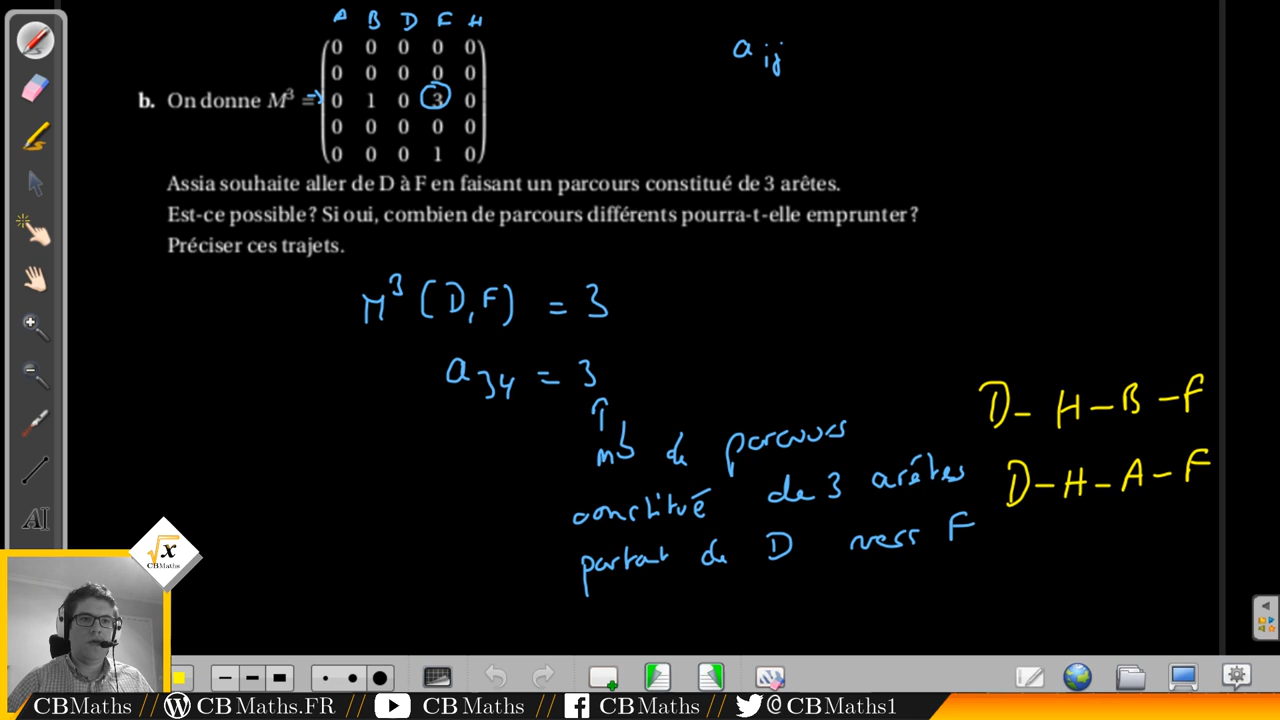 A B D F H
0 0 0 0 0
0 0 0 0 0
b. On donne M³ = 0 1 0 3 0
0 0 0 0 0
0 0 0 1 0
a ij
Assia souhaite aller de D à F en faisant un parcours constitué de 3 arêtes.
Est-ce possible ? Si oui, combien de parcours différents pourra-t-elle emprunter ?
Préciser ces trajets.
M³ (D, F) = 3
a 34 = 3
nb de parcours
constitué de 3 arêtes
partant de D vers F
D - H - B - F
D - H - A - F
√x
CBMaths
AI
CBMaths CBMaths.FR CBMaths CBMaths @CBMaths1